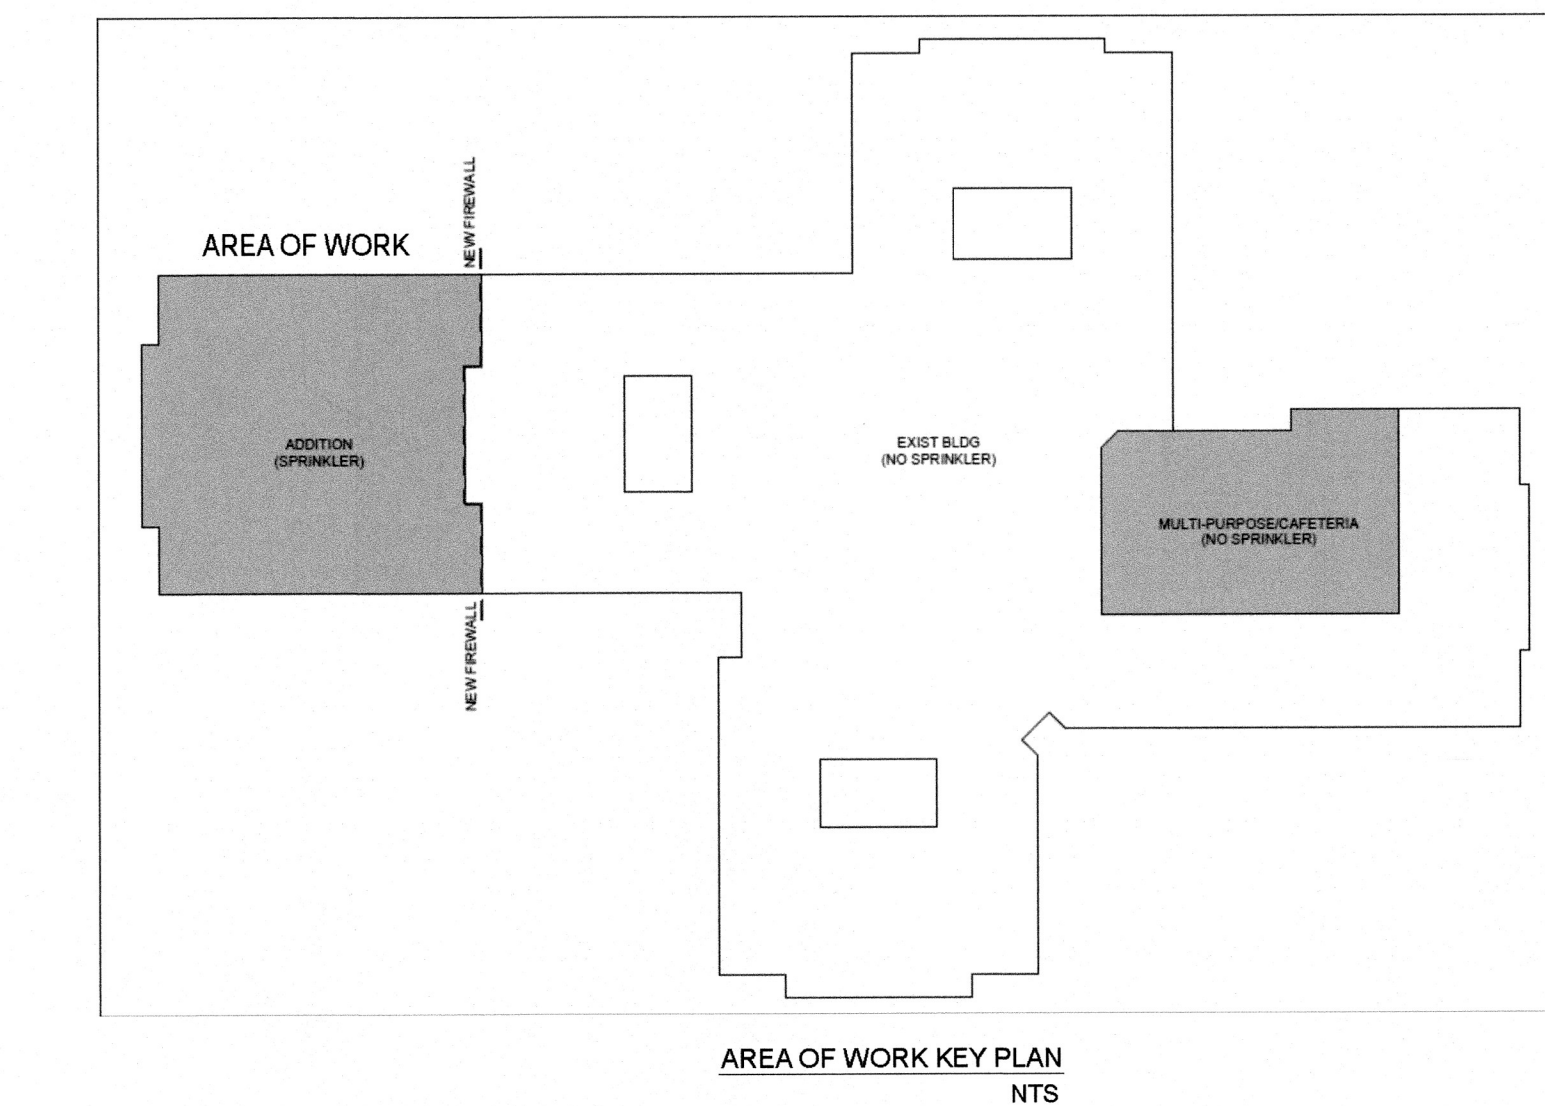 NEW FIREWALL
AREA OF WORK
ADDITION
(SPRINKLER)
EXIST BLDG
(NO SPRINKLER)
MULTI-PURPOSE/CAFETERIA
(NO SPRINKLER)
NEW FIREWALL
AREA OF WORK KEY PLAN
NTS